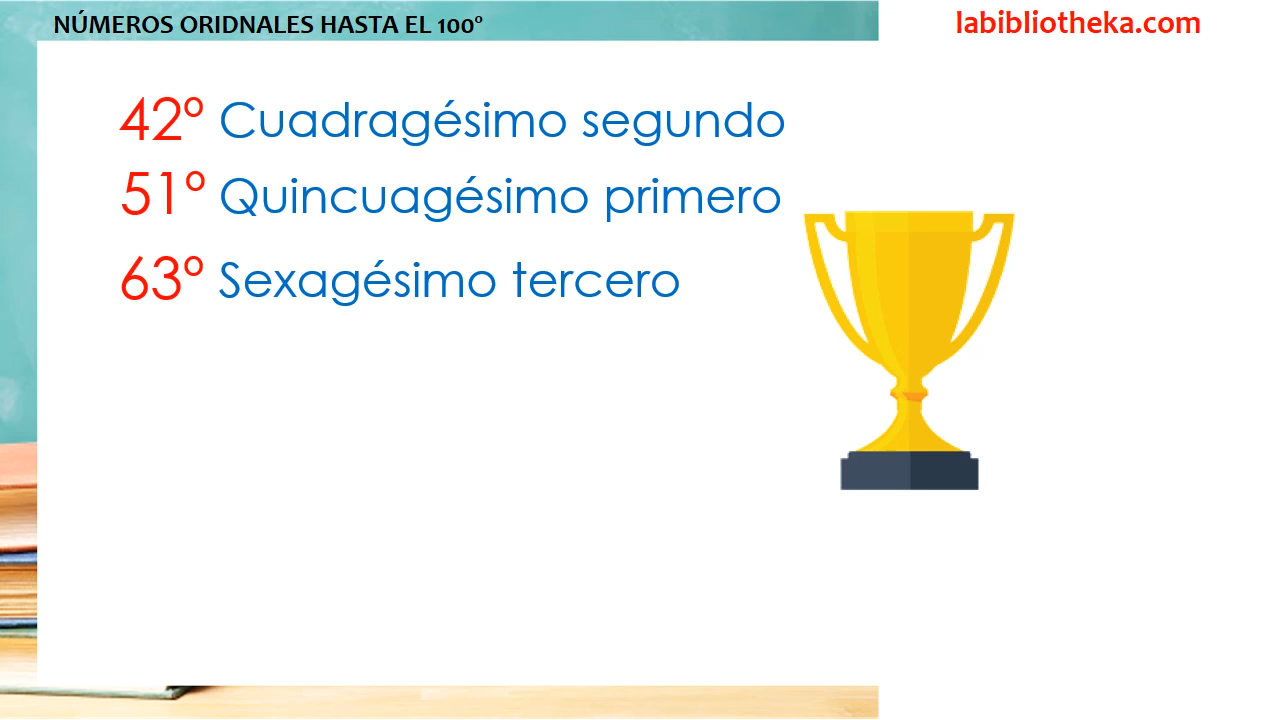 NÚMEROS ORIDNALES HASTA EL 100º
labibliotheka.com
42º Cuadragésimo segundo
51º Quincuagésimo primero
63º Sexagésimo tercero